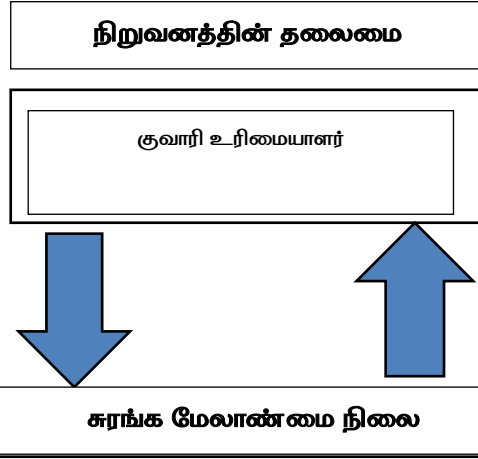 நிறுவனத்தின் தலைமை
குவாரி உரிமையாளர்
சுரங்க மேலாண்மை நிலை